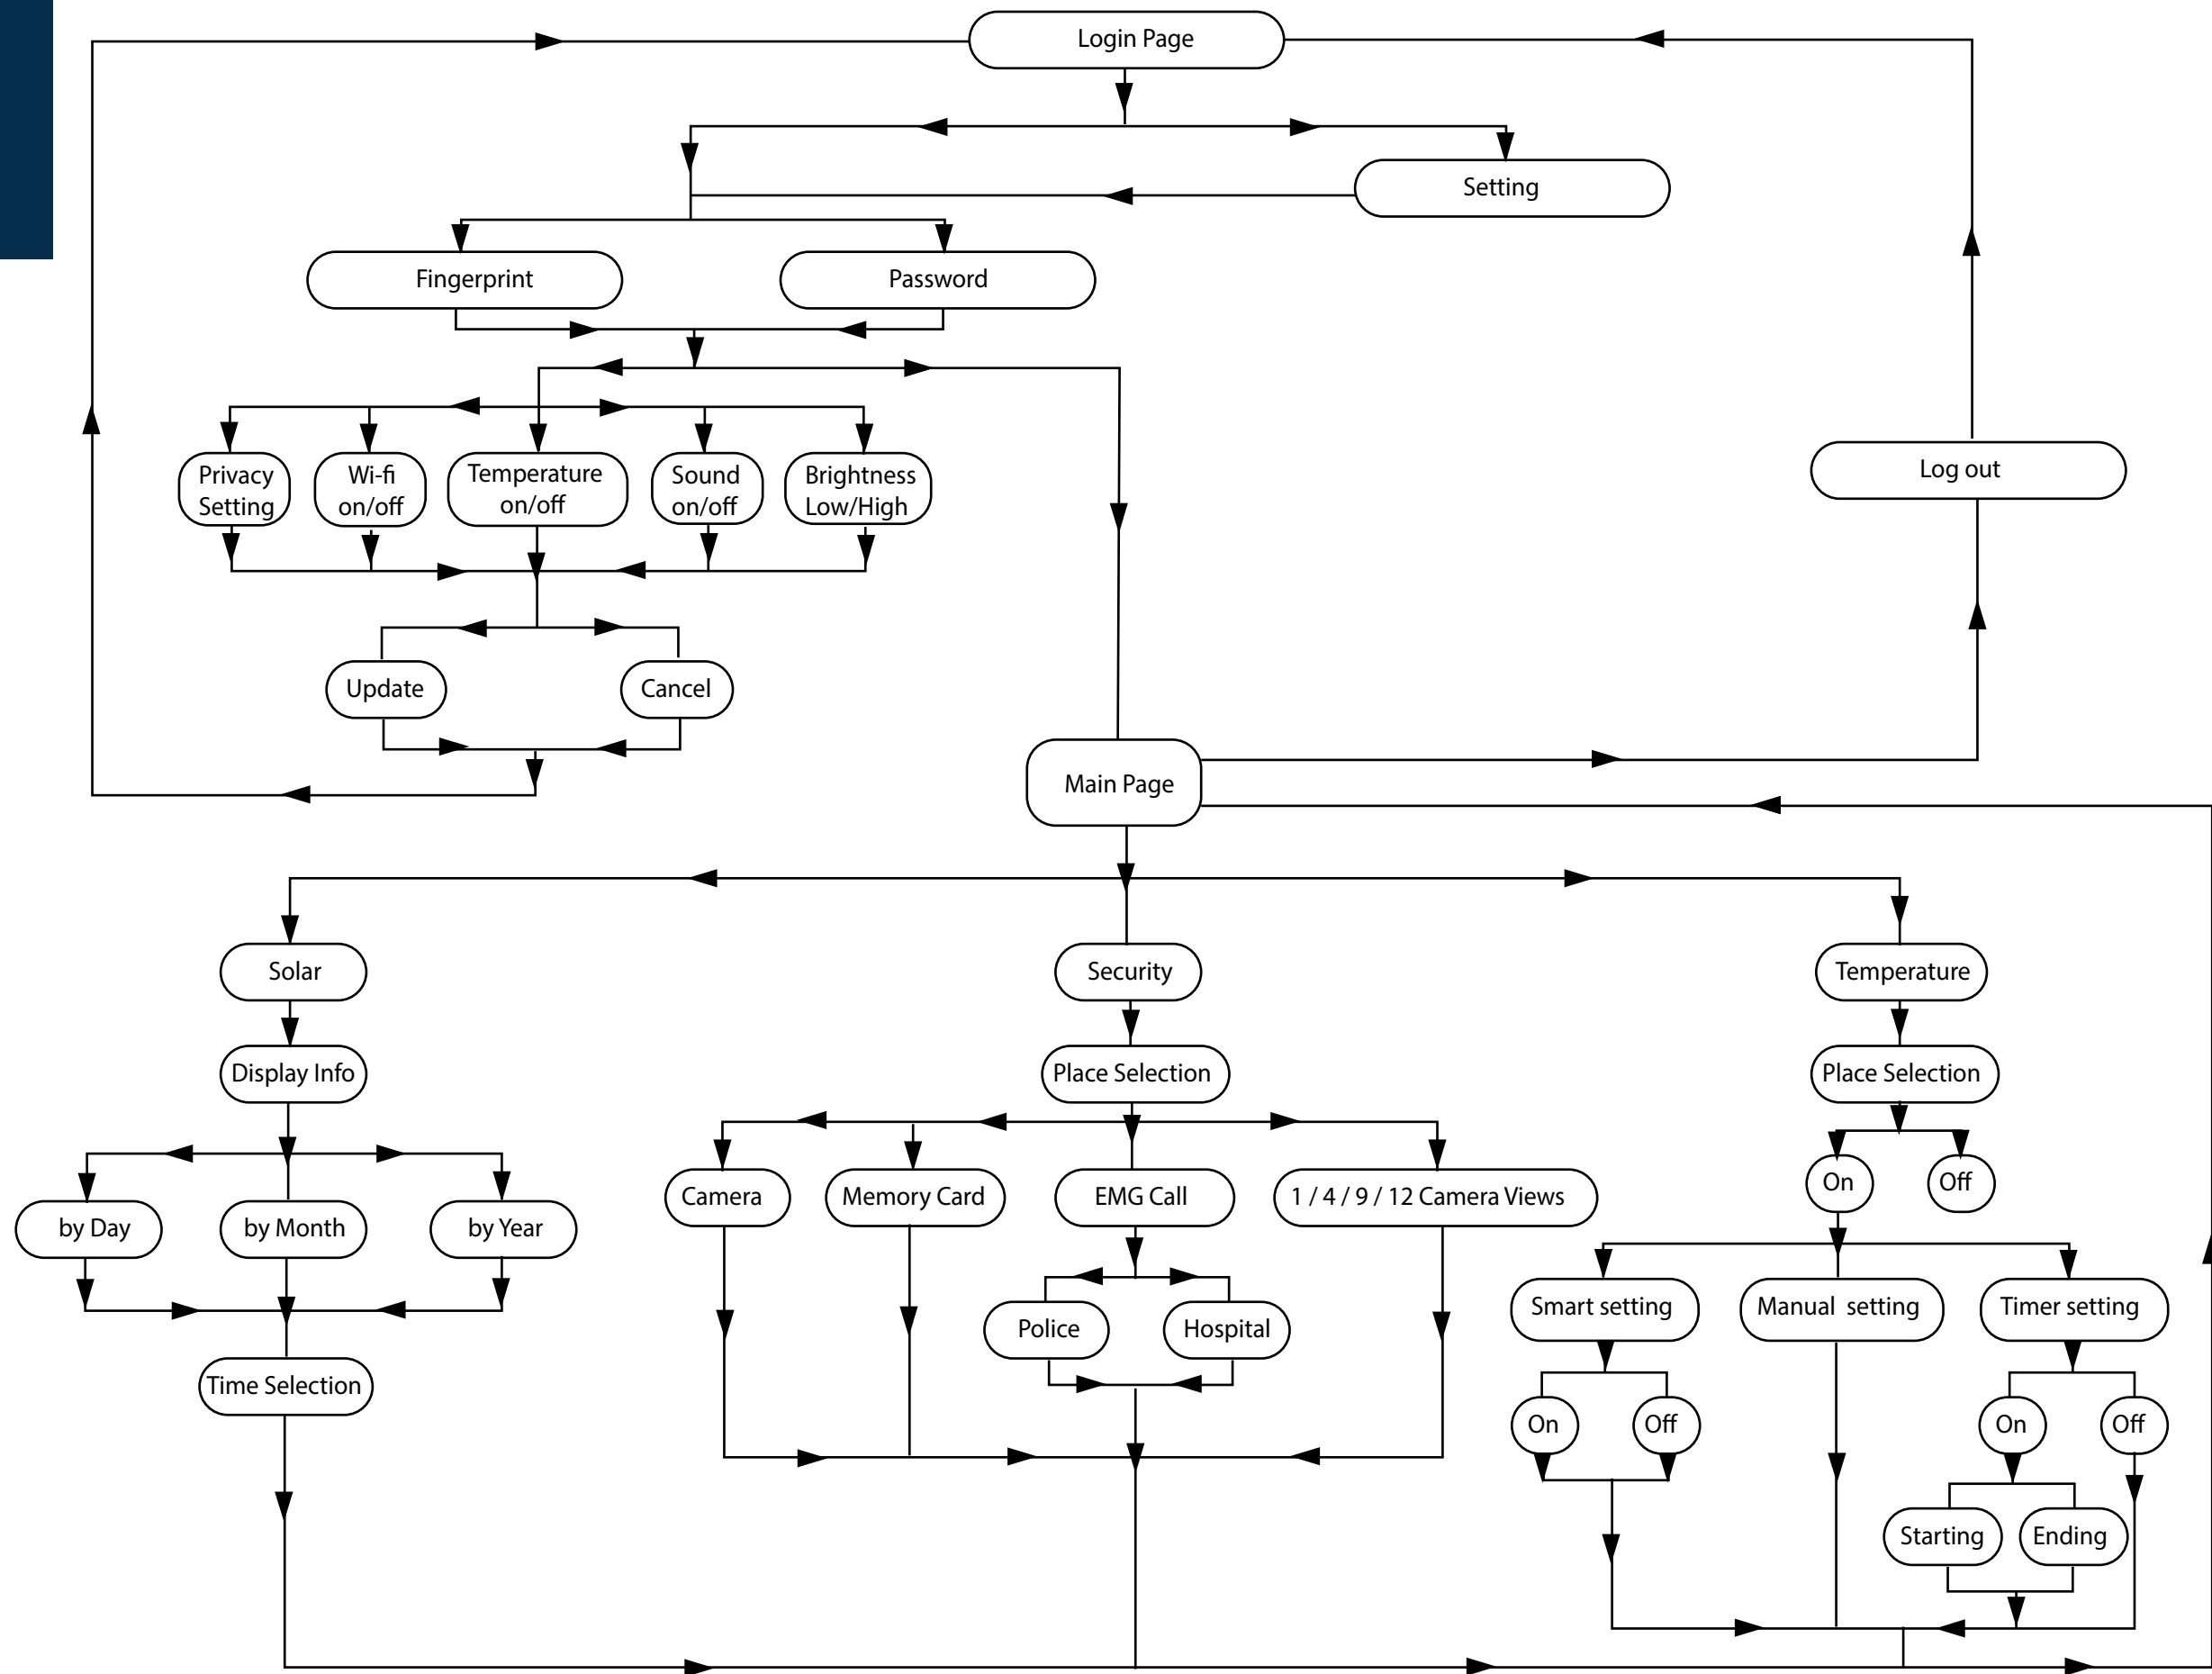 Login Page
Setting
Fingerprint
Password
Privacy
Setting
Wi-fi
on/off
Temperature
on/off
Sound
on/off
Brightness
Low/High
Log out
Update
Cancel
Main Page
Solar
Security
Temperature
Display Info
Place Selection
Place Selection
Camera
Memory Card
EMG Call
1 / 4 / 9 / 12 Camera Views
On
Off
by Day
by Month
by Year
Smart setting
Manual setting
Timer setting
Police
Hospital
Time Selection
On
Off
On
Off
Starting
Ending